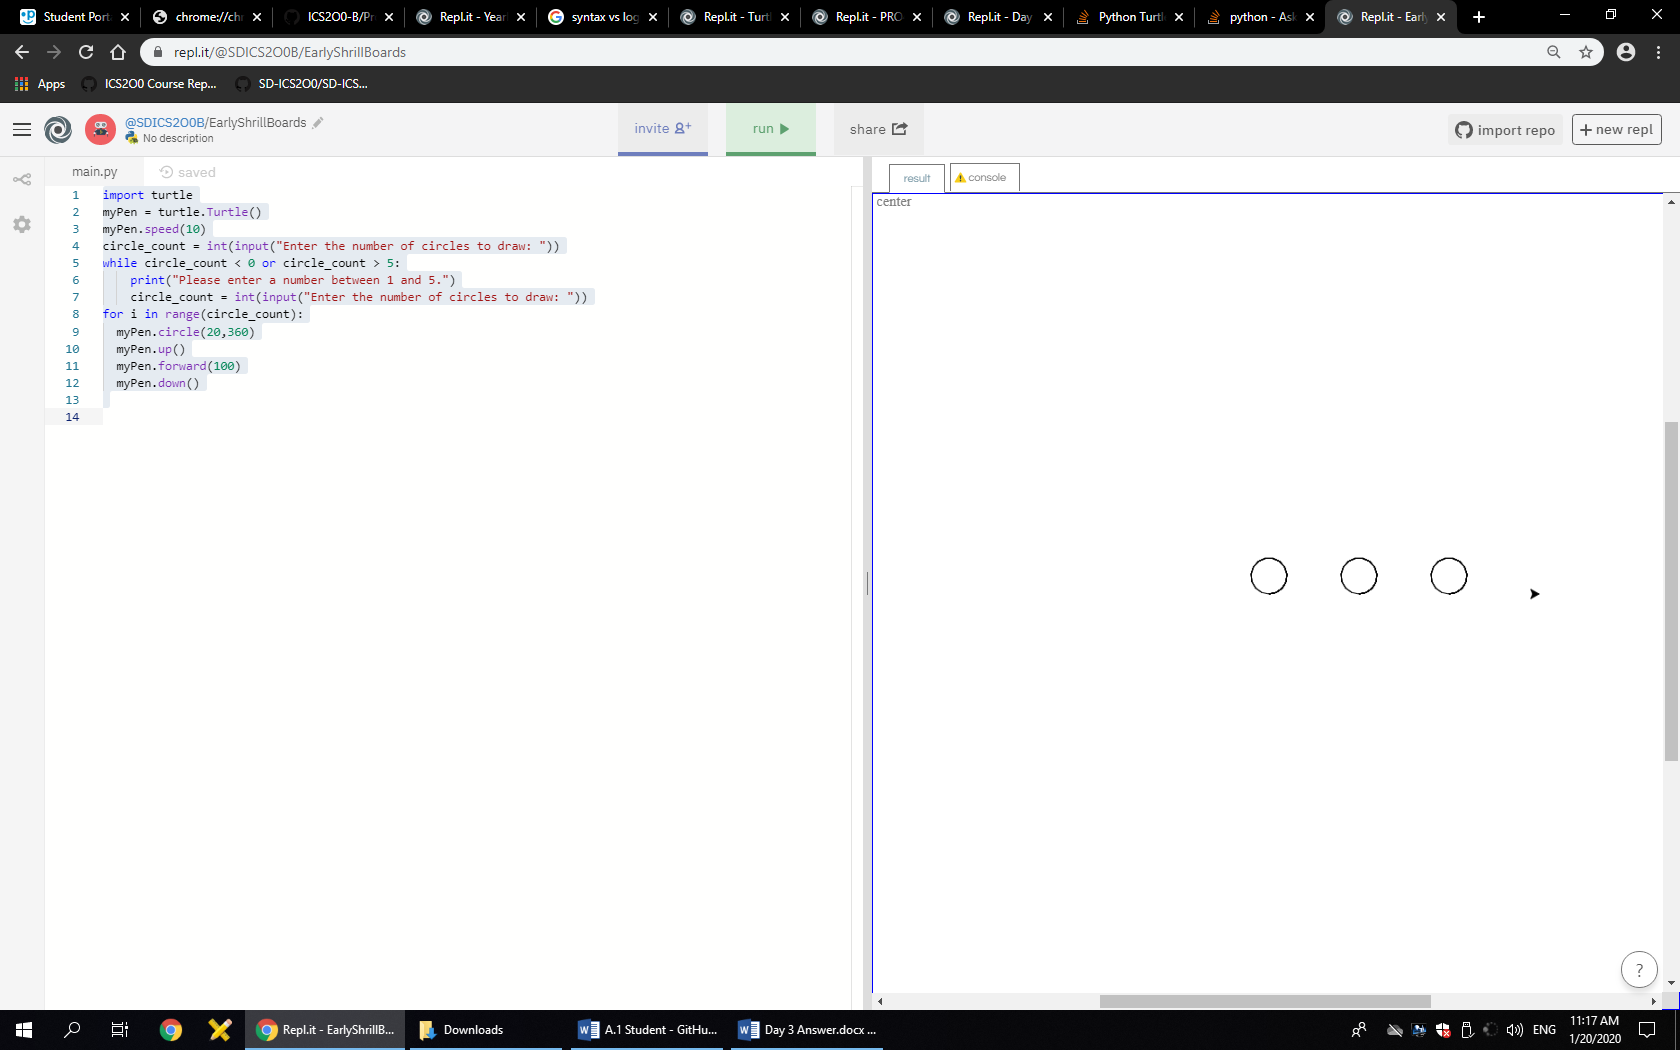 Student Port
chrome://ch
ICS2O0-B/Pr
Repl.it - Year
syntax vs log
Repl.it - Turt
Repl.it - PRO
Repl.it - Day
Python Turtl
python - Ask
Repl.it - Early
repl.it/@SDICS2O0B/EarlyShrillBoards
Apps
ICS2O0 Course Rep...
SD-ICS2O0/SD-ICS...
@SDICS2O0B/EarlyShrillBoards
No description
invite
run
share
import repo
+ new repl
main.py
saved
result
console
center
1 import turtle
2 myPen = turtle.Turtle()
3 myPen.speed(10)
4 circle_count = int(input("Enter the number of circles to draw: "))
5 while circle_count < 0 or circle_count > 5:
6 print("Please enter a number between 1 and 5.")
7 circle_count = int(input("Enter the number of circles to draw: "))
8 for i in range(circle_count):
9 myPen.circle(20,360)
10 myPen.up()
11 myPen.forward(100)
12 myPen.down()
13
14
?
Repl.it - EarlyShrillB...
Downloads
A.1 Student - GitHu...
Day 3 Answer.docx ...
ENG
11:17 AM
1/20/2020